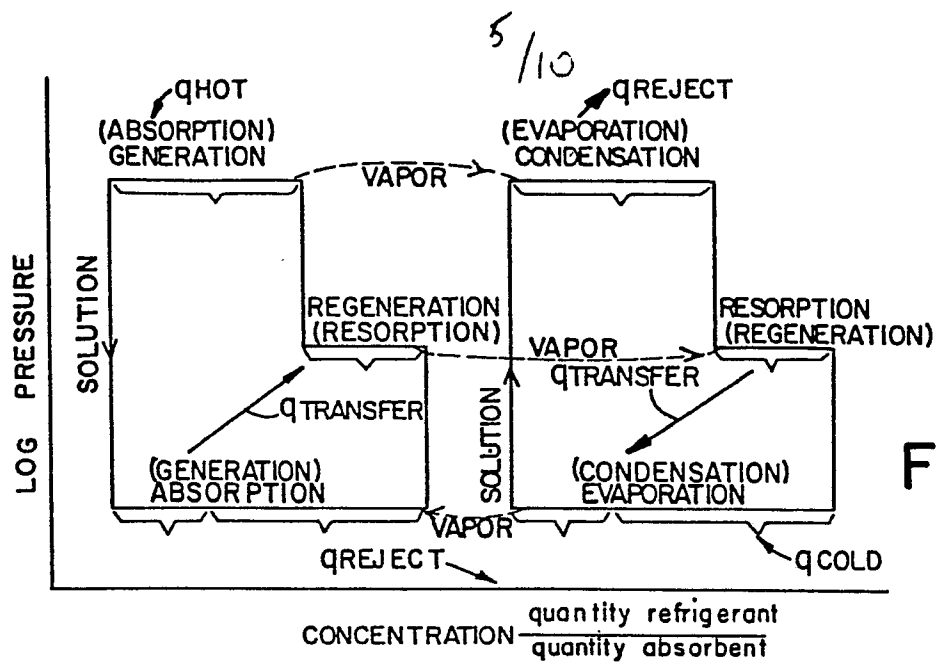 5/10
qHOT
(ABSORPTION)
GENERATION
qREJECT
(EVAPORATION)
CONDENSATION
VAPOR
LOG PRESSURE
SOLUTION
REGENERATION
(RESORPTION)
RESORPTION
(REGENERATION)
VAPOR
qTRANSFER
qTRANSFER
SOLUTION
(GENERATION)
ABSORPTION
(CONDENSATION)
EVAPORATION
F
VAPOR
qREJECT
qCOLD
CONCENTRATION quantity refrigerant
quantity absorbent